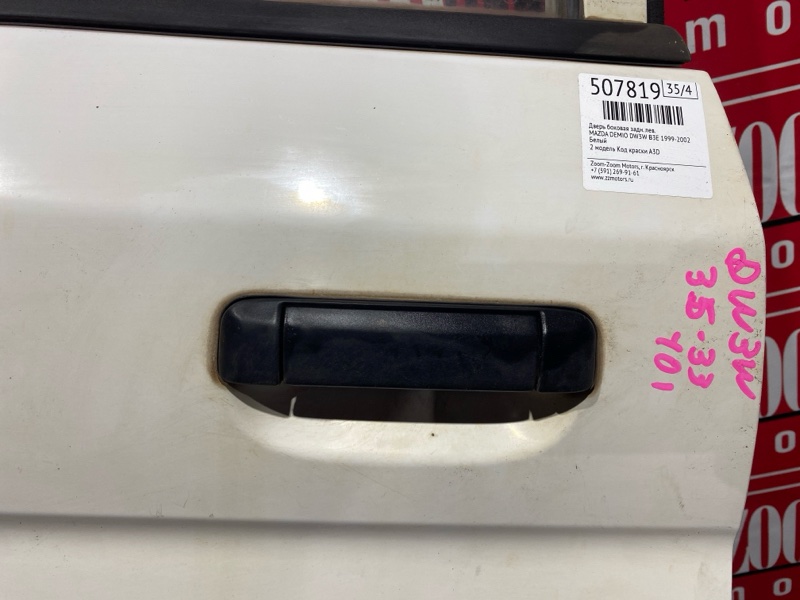 507819 35/4
Дверь боковая задн. лев.
MAZDA DEMIO DW3W B3E 1999-2002
Белый
2 модель Код краски A3D
Zoom-Zoom Motors, г. Красноярск
+7 (391) 269-91-61
www.zzmotors.ru
DW3W
35-33
401